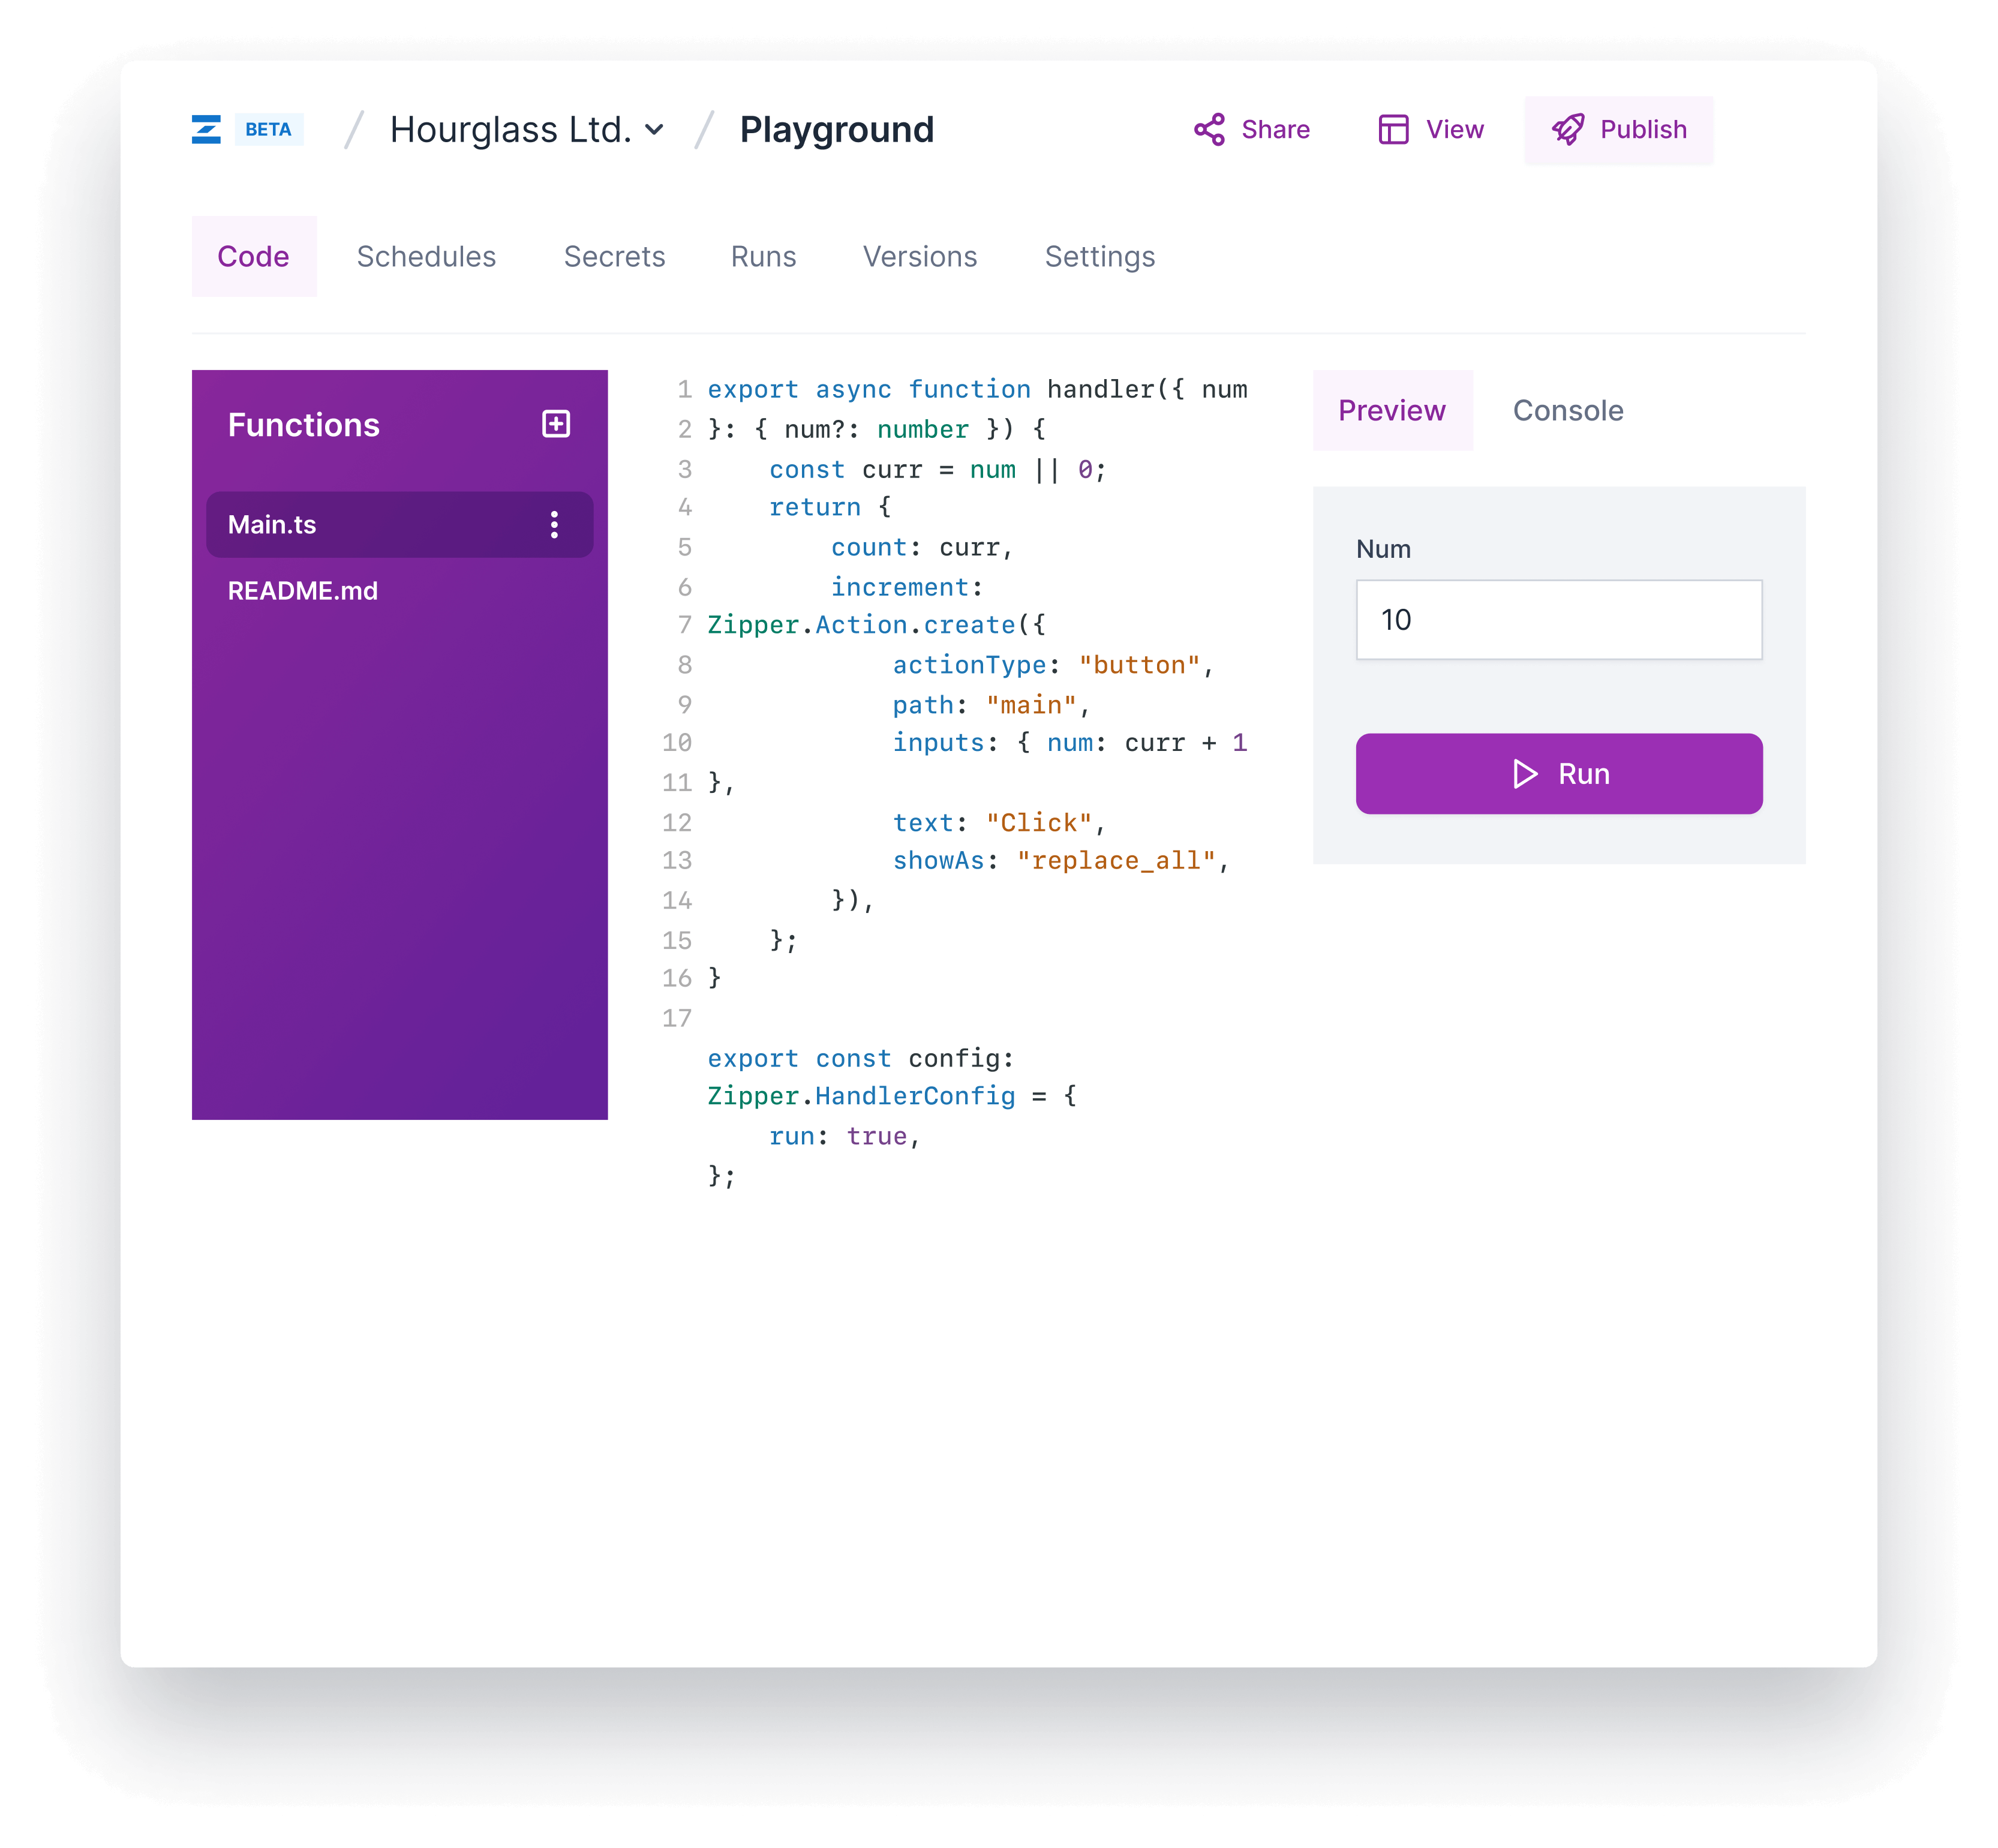 BETA / Hourglass Ltd. / Playground Share View Publish
Code Schedules Secrets Runs Versions Settings
Functions
Main.ts
README.md
1 export async function handler({ num
2 }: { num?: number }) {
3     const curr = num || 0;
4     return {
5         count: curr,
6         increment:
7 Zipper.Action.create({
8             actionType: "button",
9             path: "main",
10             inputs: { num: curr + 1
11 },
12             text: "Click",
13             showAs: "replace_all",
14         }),
15     };
16 }
17
export const config:
Zipper.HandlerConfig = {
    run: true,
};
Preview Console
Num
10
Run